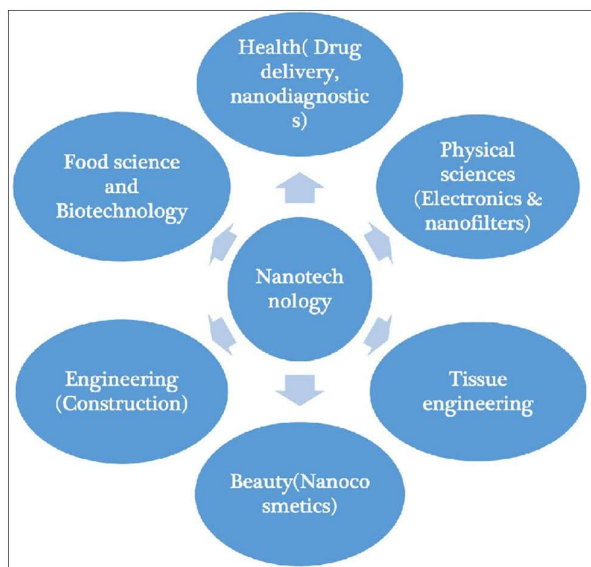 Health( Drug
delivery,
nanodiagnostic
s)
Physical
sciences
(Electronics &
nanofilters)
Food science
and
Biotechnology
Nanotech
nology
Engineering
(Construction)
Tissue
engineering
Beauty(Nanoco
smetics)